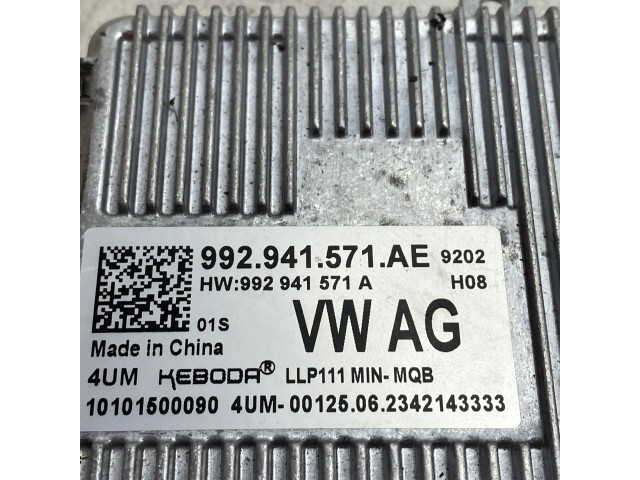 992.941.571.AE 9202
HW:992 941 571 A H08
01S VW AG
Made in China
4UM KEBODA® LLP111 MIN-MQB
10101500090 4UM-00125.06.2342143333